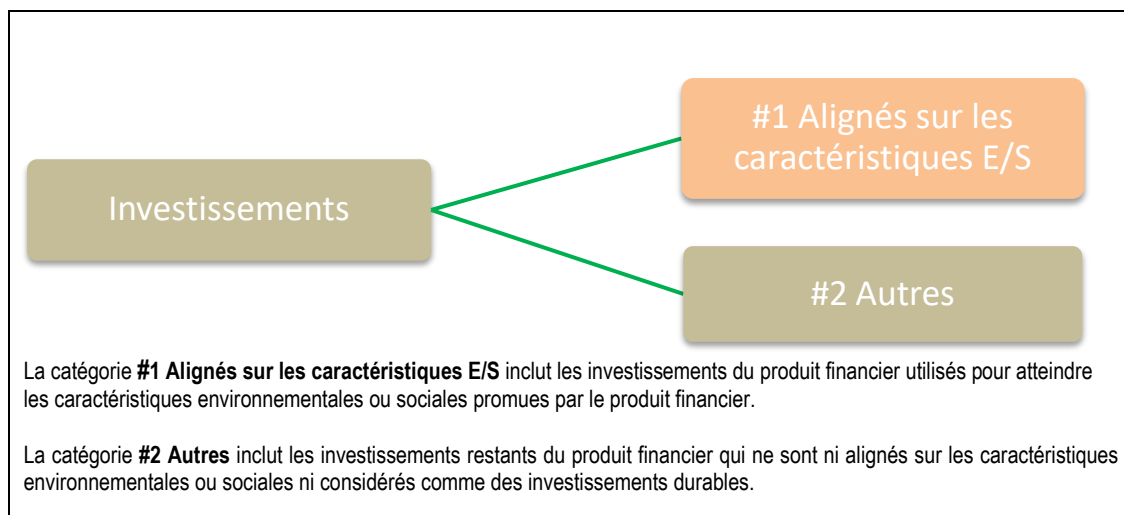 #1 Alignés sur les
caractéristiques E/S
Investissements
#2 Autres
La catégorie #1 Alignés sur les caractéristiques E/S inclut les investissements du produit financier utilisés pour atteindre
les caractéristiques environnementales ou sociales promues par le produit financier.
La catégorie #2 Autres inclut les investissements restants du produit financier qui ne sont ni alignés sur les caractéristiques
environnementales ou sociales ni considérés comme des investissements durables.